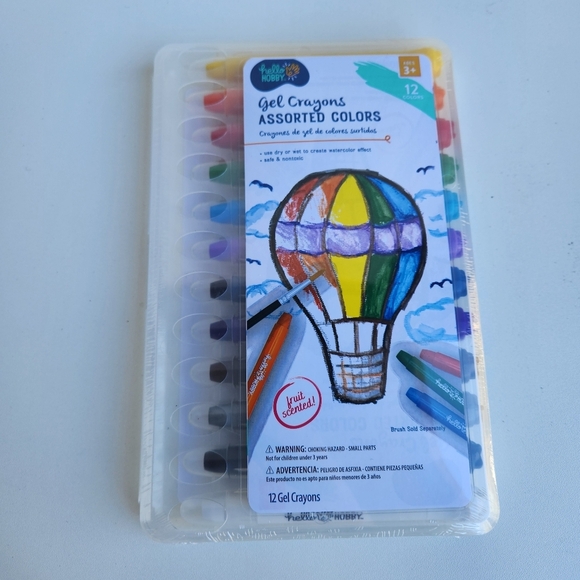 hello
HOBBY
AGES
3+
12
COLORS
Gel Crayons
ASSORTED COLORS
Crayones de gel de colores surtidos
• use dry or wet to create watercolor effect
• safe & nontoxic
fruit
scented!
Brush Sold Separately
WARNING: CHOKING HAZARD - SMALL PARTS
Not for children under 3 years
ADVERTENCIA: PELIGRO DE ASFIXIA - CONTIENE PIEZAS PEQUEÑAS
Este producto no es apto para niños menores de 3 años
12 Gel Crayons
HOBBY